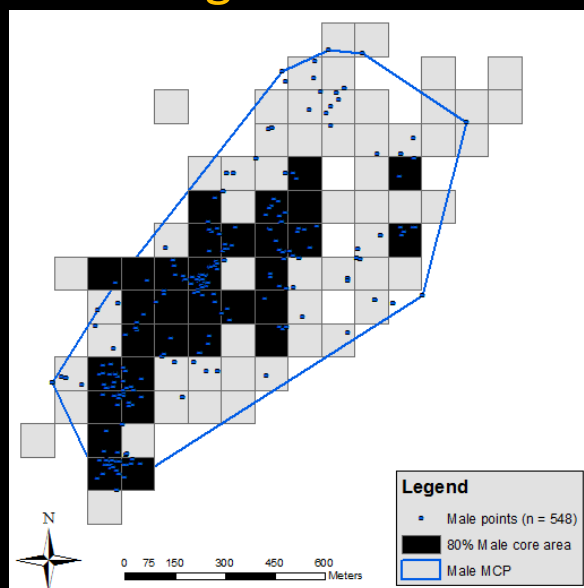 Legend
Male points (n = 548)
80% Male core area
Male MCP
N
0 75 150 300 450 600
Meters